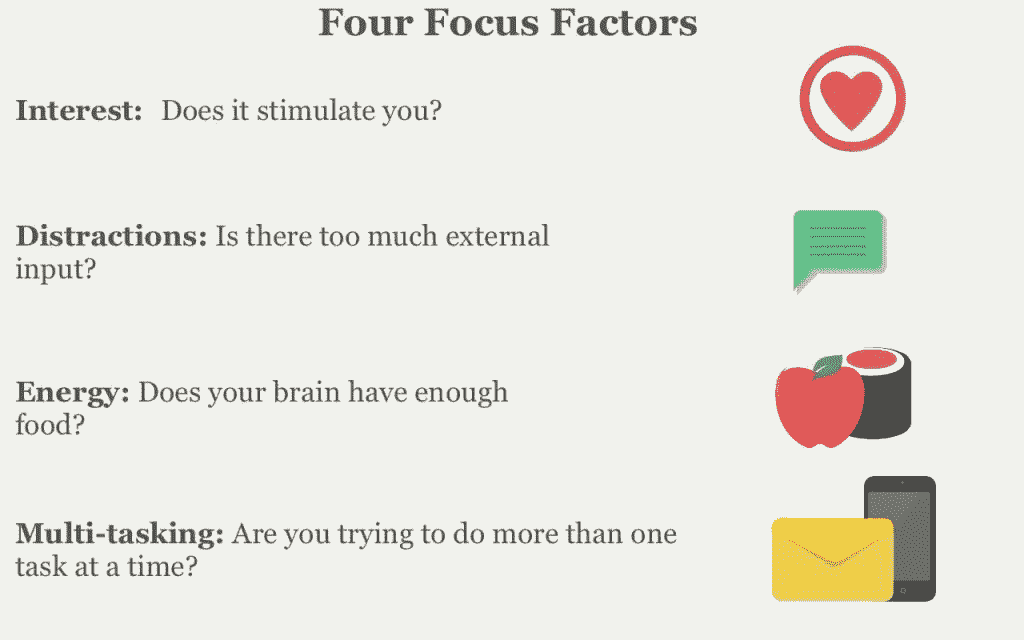 Four Focus Factors
Interest: Does it stimulate you?
Distractions: Is there too much external
input?
Energy: Does your brain have enough
food?
Multi-tasking: Are you trying to do more than one
task at a time?